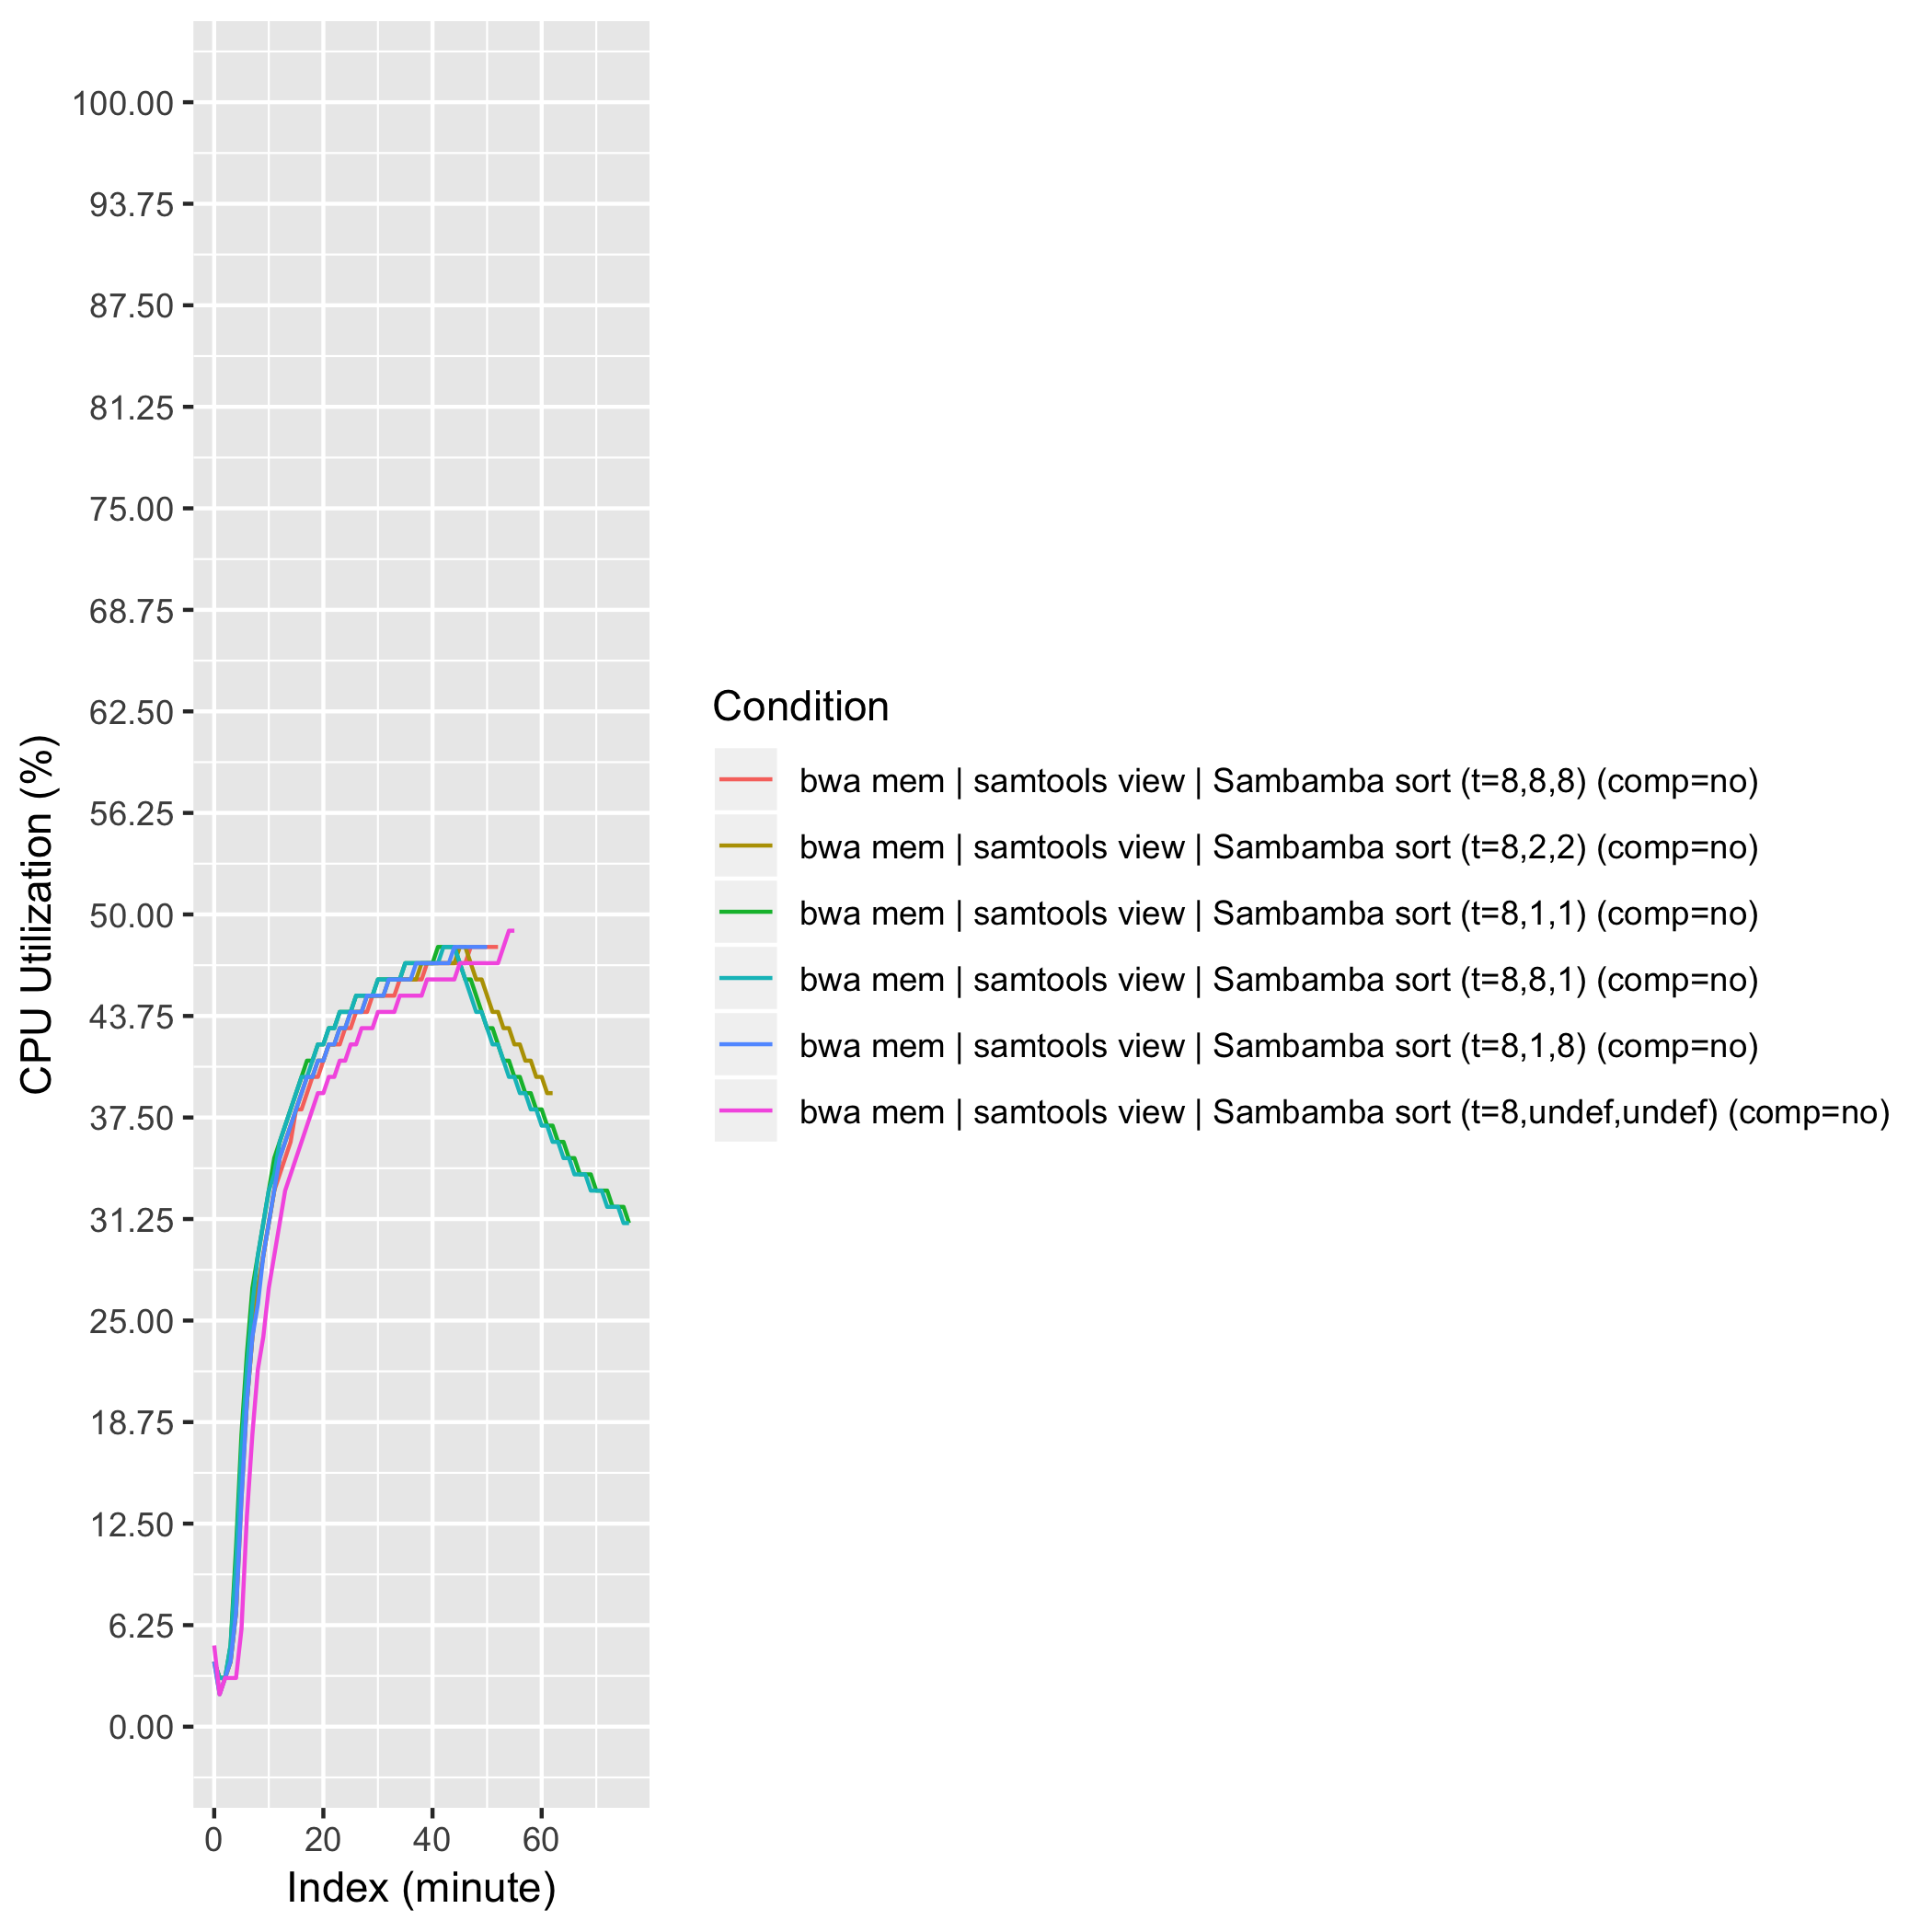 CPU Utilization (%)
100.00
93.75
87.50
81.25
75.00
68.75
62.50
56.25
50.00
43.75
37.50
31.25
25.00
18.75
12.50
6.25
0.00
0 20 40 60
Index (minute)
Condition
bwa mem | samtools view | Sambamba sort (t=8,8,8) (comp=no)
bwa mem | samtools view | Sambamba sort (t=8,2,2) (comp=no)
bwa mem | samtools view | Sambamba sort (t=8,1,1) (comp=no)
bwa mem | samtools view | Sambamba sort (t=8,8,1) (comp=no)
bwa mem | samtools view | Sambamba sort (t=8,1,8) (comp=no)
bwa mem | samtools view | Sambamba sort (t=8,undef,undef) (comp=no)